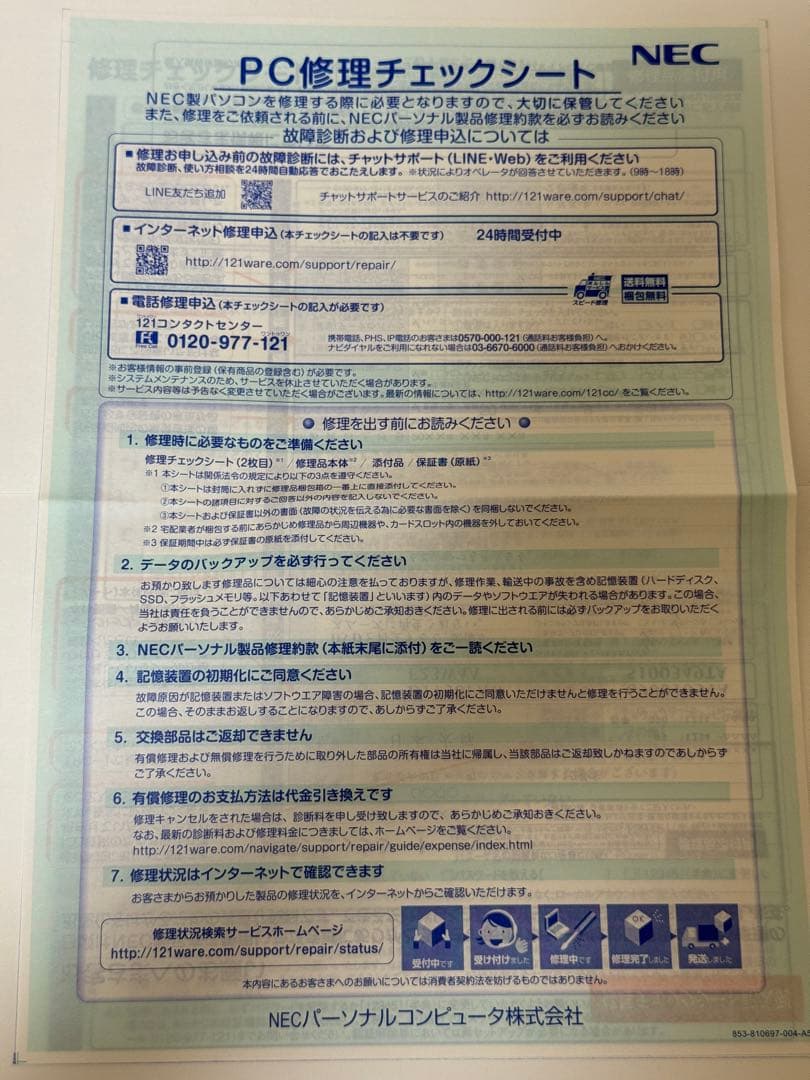 NEC
PC修理チェックシート
NEC製パソコンを修理する際に必要となりますので、大切に保管してください
また、修理をご依頼される前に、NECパーソナル製品修理約款を必ずお読みください
故障診断および修理申込については
■修理お申し込み前の故障診断には、チャットサポート(LINE・Web)をご利用ください
故障診断、使い方相談を24時間自動応答でおこたえします。 ※状況によりオペレータが回答させていただきます。(9時～18時)
LINE友だち追加 チャットサポートサービスのご紹介 http://121ware.com/support/chat/
■インターネット修理申込(本チェックシートの記入は不要です) 24時間受付中
http://121ware.com/support/repair/
スピード修理 送料無料
梱包無料
■電話修理申込(本チェックシートの記入が必要です)
121コンタクトセンター
Free Call 0120-977-121
ワントゥワン
携帯電話、PHS、IP電話のお客さまは0570-000-121(通話料お客様負担)へ。
ナビダイヤルをご利用になれない場合は03-6670-6000(通話料お客様負担)へおかけください。
※お客様情報の事前登録(保有商品の登録含む)が必要です。
※システムメンテナンスのため、サービスを休止させていただく場合があります。
※サービス内容等は予告なく変更させていただく場合がございます。最新の情報については、http://121ware.com/121cc/ をご覧ください。
● 修理を出す前にお読みください ●
1. 修理時に必要なものをご準備ください
修理チェックシート(2枚目)※1 ／修理品本体※2 ／添付品／保証書(原紙)※3
※1 本シートは関係法令の規定により以下の3点を遵守ください。
①本シートは封筒に入れずに修理品梱包箱の一番上に直接添付してください。
②本シートの諸項目に対するご回答以外の内容を記入しないでください。
③本シートおよび保証書以外の書面(故障の状況を伝える為に必要な書面を除く)を同梱しないでください。
※2 宅配業者が梱包する前にあらかじめ修理品から周辺機器や、カードスロット内の機器を外しておいてください。
※3 保証期間中は必ず保証書の原紙を添付してください。
2. データのバックアップを必ず行ってください
お預かり致します修理品については細心の注意を払っておりますが、修理作業、輸送中の事故を含め記憶装置(ハードディスク、
SSD、フラッシュメモリ等。以下あわせて「記憶装置」といいます)内のデータやソフトウエアが失われる場合があります。この場合、
当社は責任を負うことができませんので、あらかじめご承知おきください。修理に出される前には必ずバックアップをお取りいただく
ようお願いいたします。
3. NECパーソナル製品修理約款(本紙末尾に添付)をご一読ください
4. 記憶装置の初期化にご同意ください
故障原因が記憶装置またはソフトウエア障害の場合、記憶装置の初期化にご同意いただけませんと修理を行うことができません。
この場合、そのままお返しすることになりますので、あしからずご了承ください。
5. 交換部品はご返却できません
有償修理および無償修理を行うために取り外した部品の所有権は当社に帰属し、当該部品はご返却致しかねますのであしからず
ご了承ください。
6. 有償修理のお支払方法は代金引き換えです
修理キャンセルをされた場合は、診断料を申し受け致しますので、あらかじめご承知おきください。
なお、最新の診断料および修理料金につきましては、ホームページをご覧ください。
http://121ware.com/navigate/support/repair/guide/expense/index.html
7. 修理状況はインターネットで確認できます
お客さまからお預かりした製品の修理状況を、インターネットからご確認いただけます。
修理状況検索サービスホームページ
http://121ware.com/support/repair/status/
OK
受付中です 受け付けました 修理中です 修理完了しました 発送しました
本内容にあるお客さまへのお願いについては消費者契約法を妨げるものではありません。
NECパーソナルコンピュータ株式会社
853-810697-004-A5